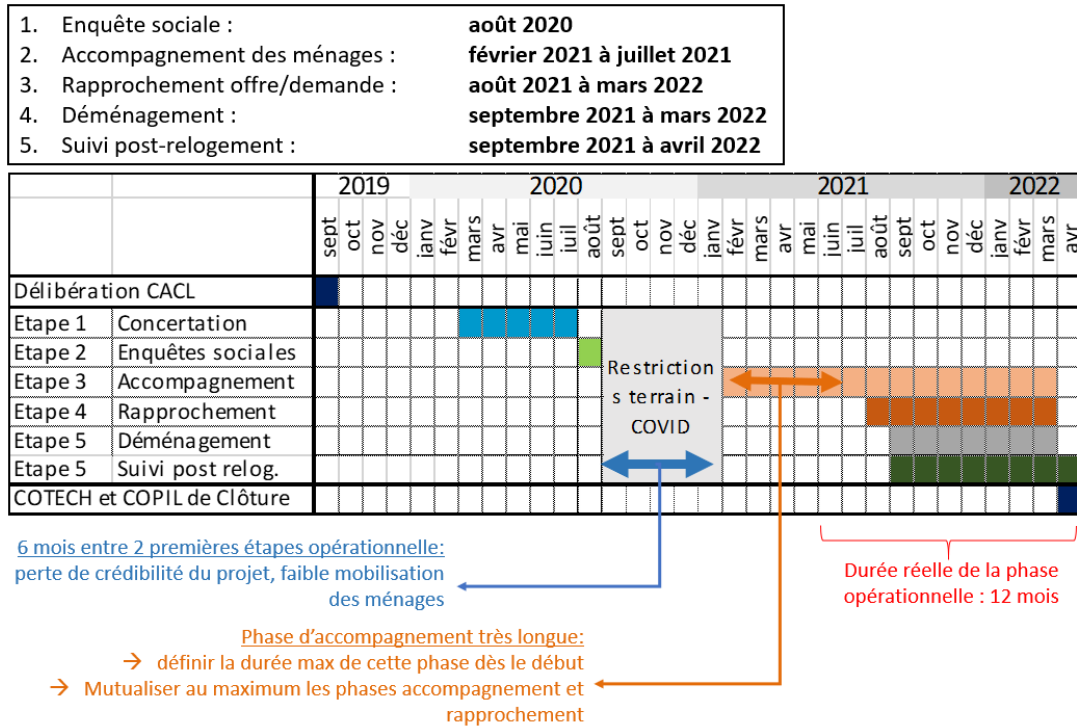 1. Enquête sociale : août 2020
2. Accompagnement des ménages : février 2021 à juillet 2021
3. Rapprochement offre/demande : août 2021 à mars 2022
4. Déménagement : septembre 2021 à mars 2022
5. Suivi post-relogement : septembre 2021 à avril 2022
2019 2020 2021 2022
sept oct nov déc janv févr mars avr mai juin juil août sept oct nov déc janv févr mars avr mai juin juil août sept oct nov déc janv févr mars avr
Délibération CACL
Etape 1 Concertation
Etape 2 Enquêtes sociales
Etape 3 Accompagnement
Etape 4 Rapprochement
Etape 5 Déménagement
Etape 5 Suivi post relog.
COTECH et COPIL de Clôture
Restriction
s terrain -
COVID
6 mois entre 2 premières étapes opérationnelle:
perte de crédibilité du projet, faible mobilisation
des ménages
Durée réelle de la phase
opérationnelle : 12 mois
Phase d'accompagnement très longue:
→ définir la durée max de cette phase dès le début
→ Mutualiser au maximum les phases accompagnement et
rapprochement